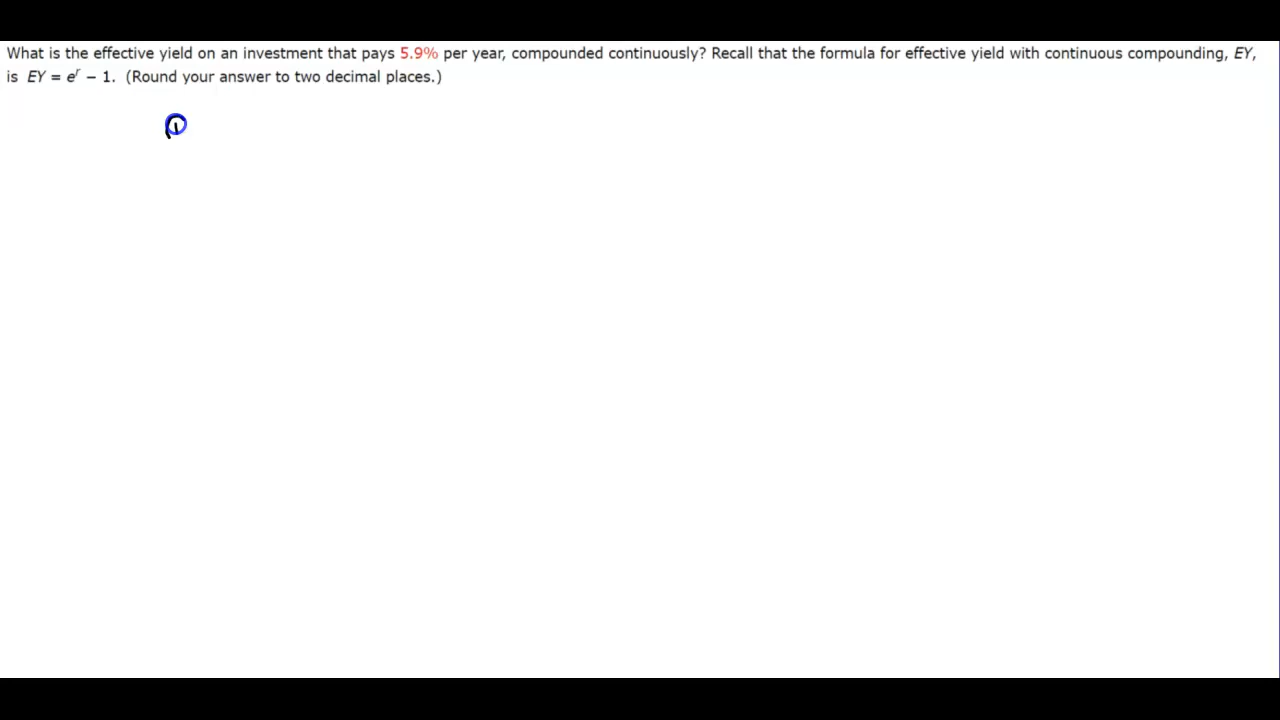 What is the effective yield on an investment that pays 5.9% per year, compounded continuously? Recall that the formula for effective yield with continuous compounding, EY,
is EY = eʳ − 1. (Round your answer to two decimal places.)